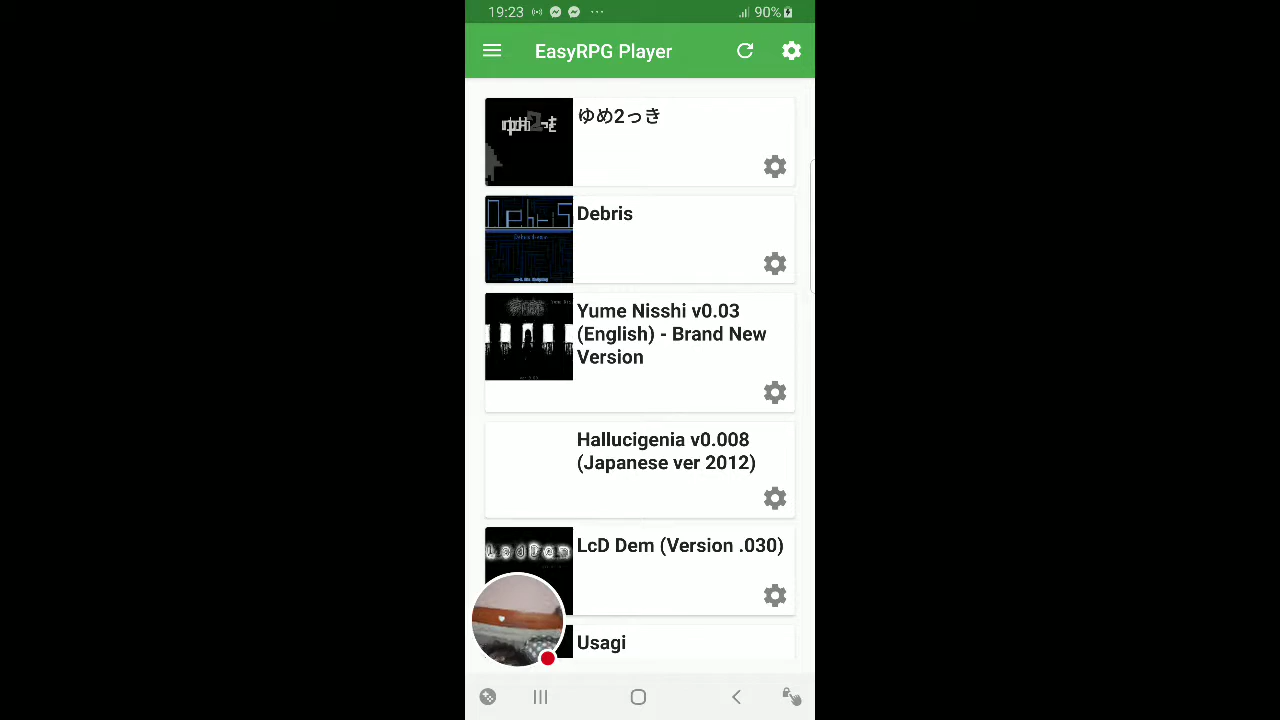 19:23
90%
EasyRPG Player
ゆめ2っき
Debris
Yume Nisshi v0.03
(English) - Brand New
Version
Hallucigenia v0.008
(Japanese ver 2012)
LcD Dem (Version .030)
LcdDem
Usagi